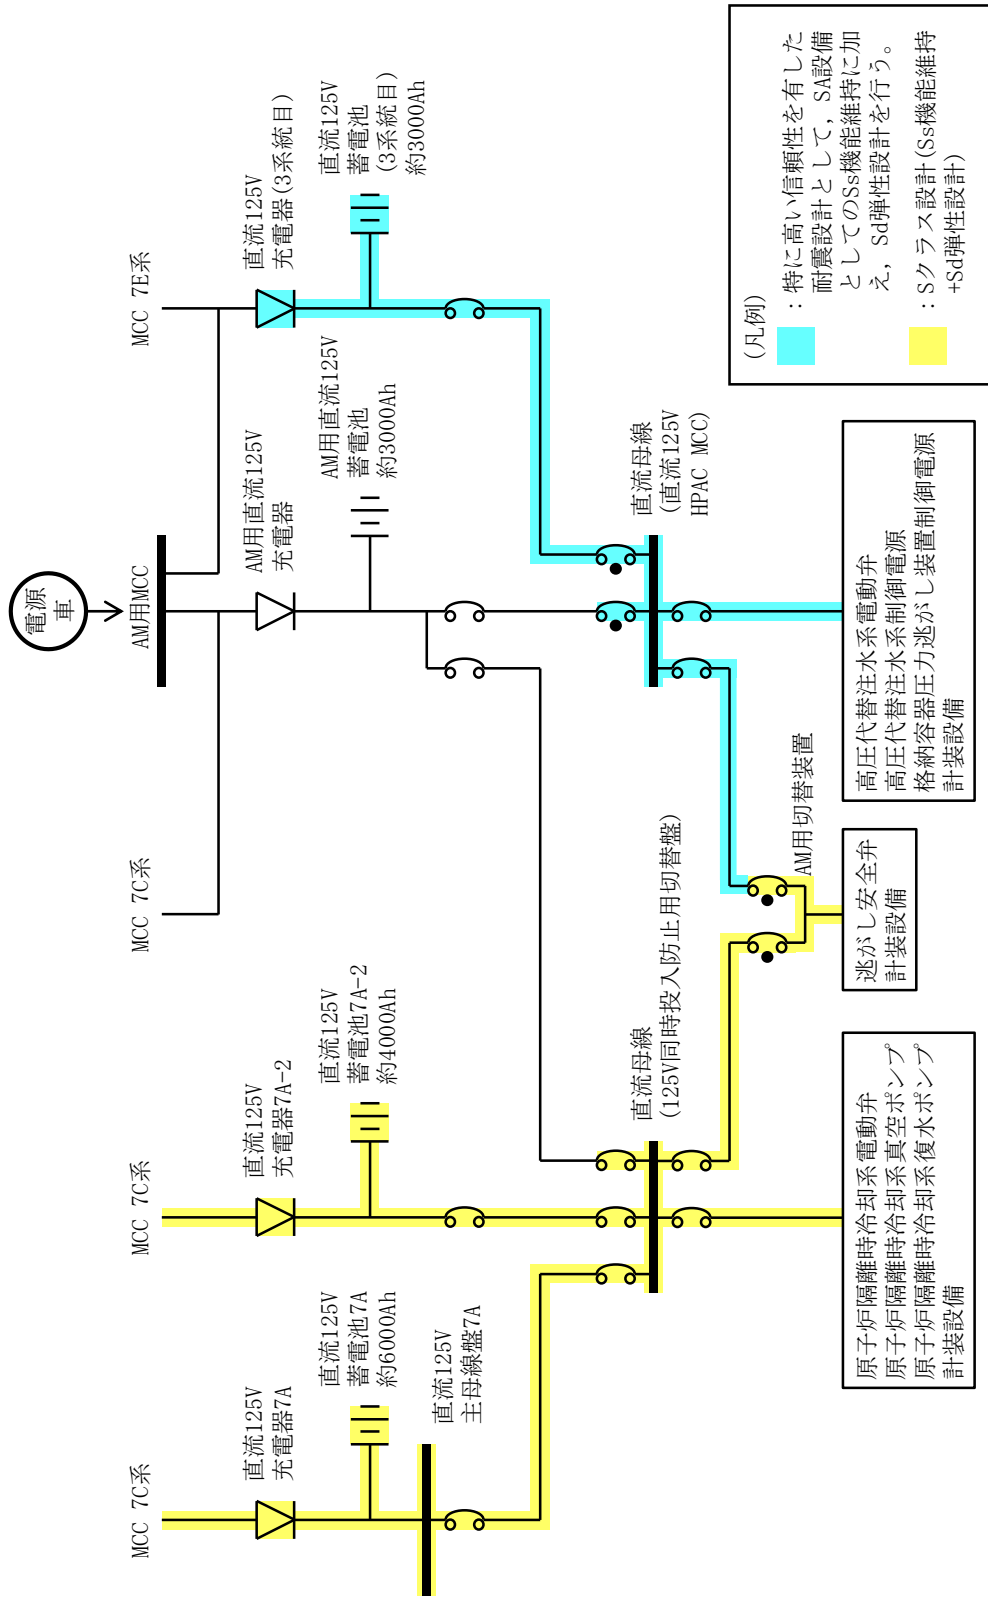 電源
車
MCC 7C系
MCC 7C系
MCC 7C系
AM用MCC
MCC 7E系
直流125V
充電器7A
直流125V
充電器7A-2
AM用直流125V
充電器
直流125V
充電器(3系統目)
直流125V
蓄電池7A
約6000Ah
直流125V
蓄電池7A-2
約4000Ah
AM用直流125V
蓄電池
約3000Ah
直流125V
蓄電池
(3系統目)
約3000Ah
直流125V
主母線盤7A
直流母線
(125V同時投入防止用切替盤)
直流母線
(直流125V
HPAC MCC)
AM用切替装置
原子炉隔離時冷却系電動弁
原子炉隔離時冷却系真空ポンプ
原子炉隔離時冷却系復水ポンプ
計装設備
逃がし安全弁
計装設備
高圧代替注水系電動弁
高圧代替注水系制御電源
格納容器圧力逃がし装置制御電源
計装設備
(凡例)
：特に高い信頼性を有した
耐震設計として，SA設備
としてのSs機能維持に加
え，Sd弾性設計を行う。
：Sクラス設計(Ss機能維持
+Sd弾性設計)